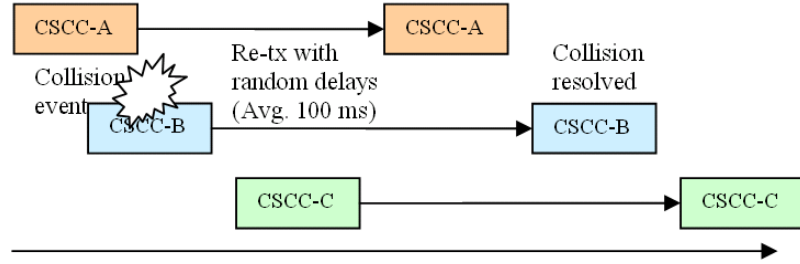 CSCC-A
CSCC-A
Collision
event
Re-tx with
random delays
(Avg. 100 ms)
Collision
resolved
CSCC-B
CSCC-B
CSCC-C
CSCC-C